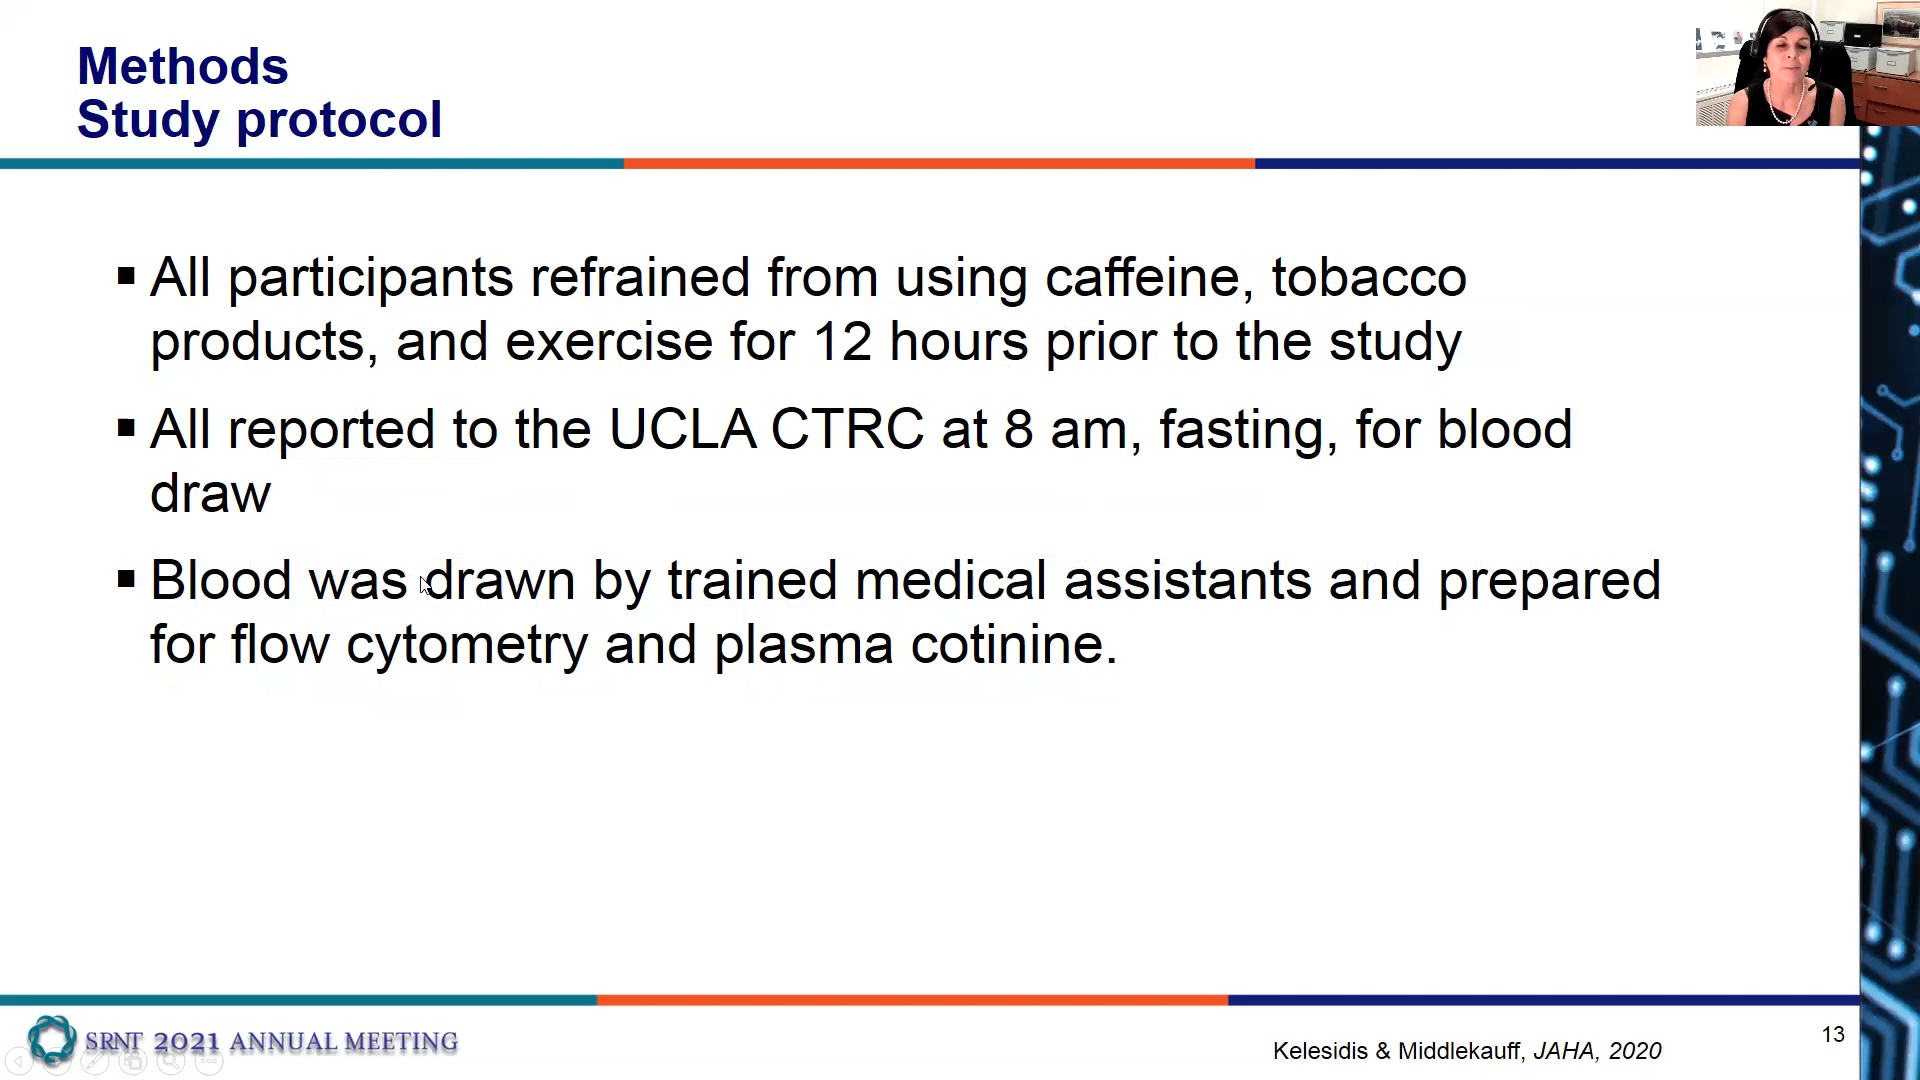 Methods
Study protocol
▪ All participants refrained from using caffeine, tobacco
products, and exercise for 12 hours prior to the study
▪ All reported to the UCLA CTRC at 8 am, fasting, for blood
draw
▪ Blood was drawn by trained medical assistants and prepared
for flow cytometry and plasma cotinine.
SRNT 2021 ANNUAL MEETING
Kelesidis & Middlekauff, JAHA, 2020
13